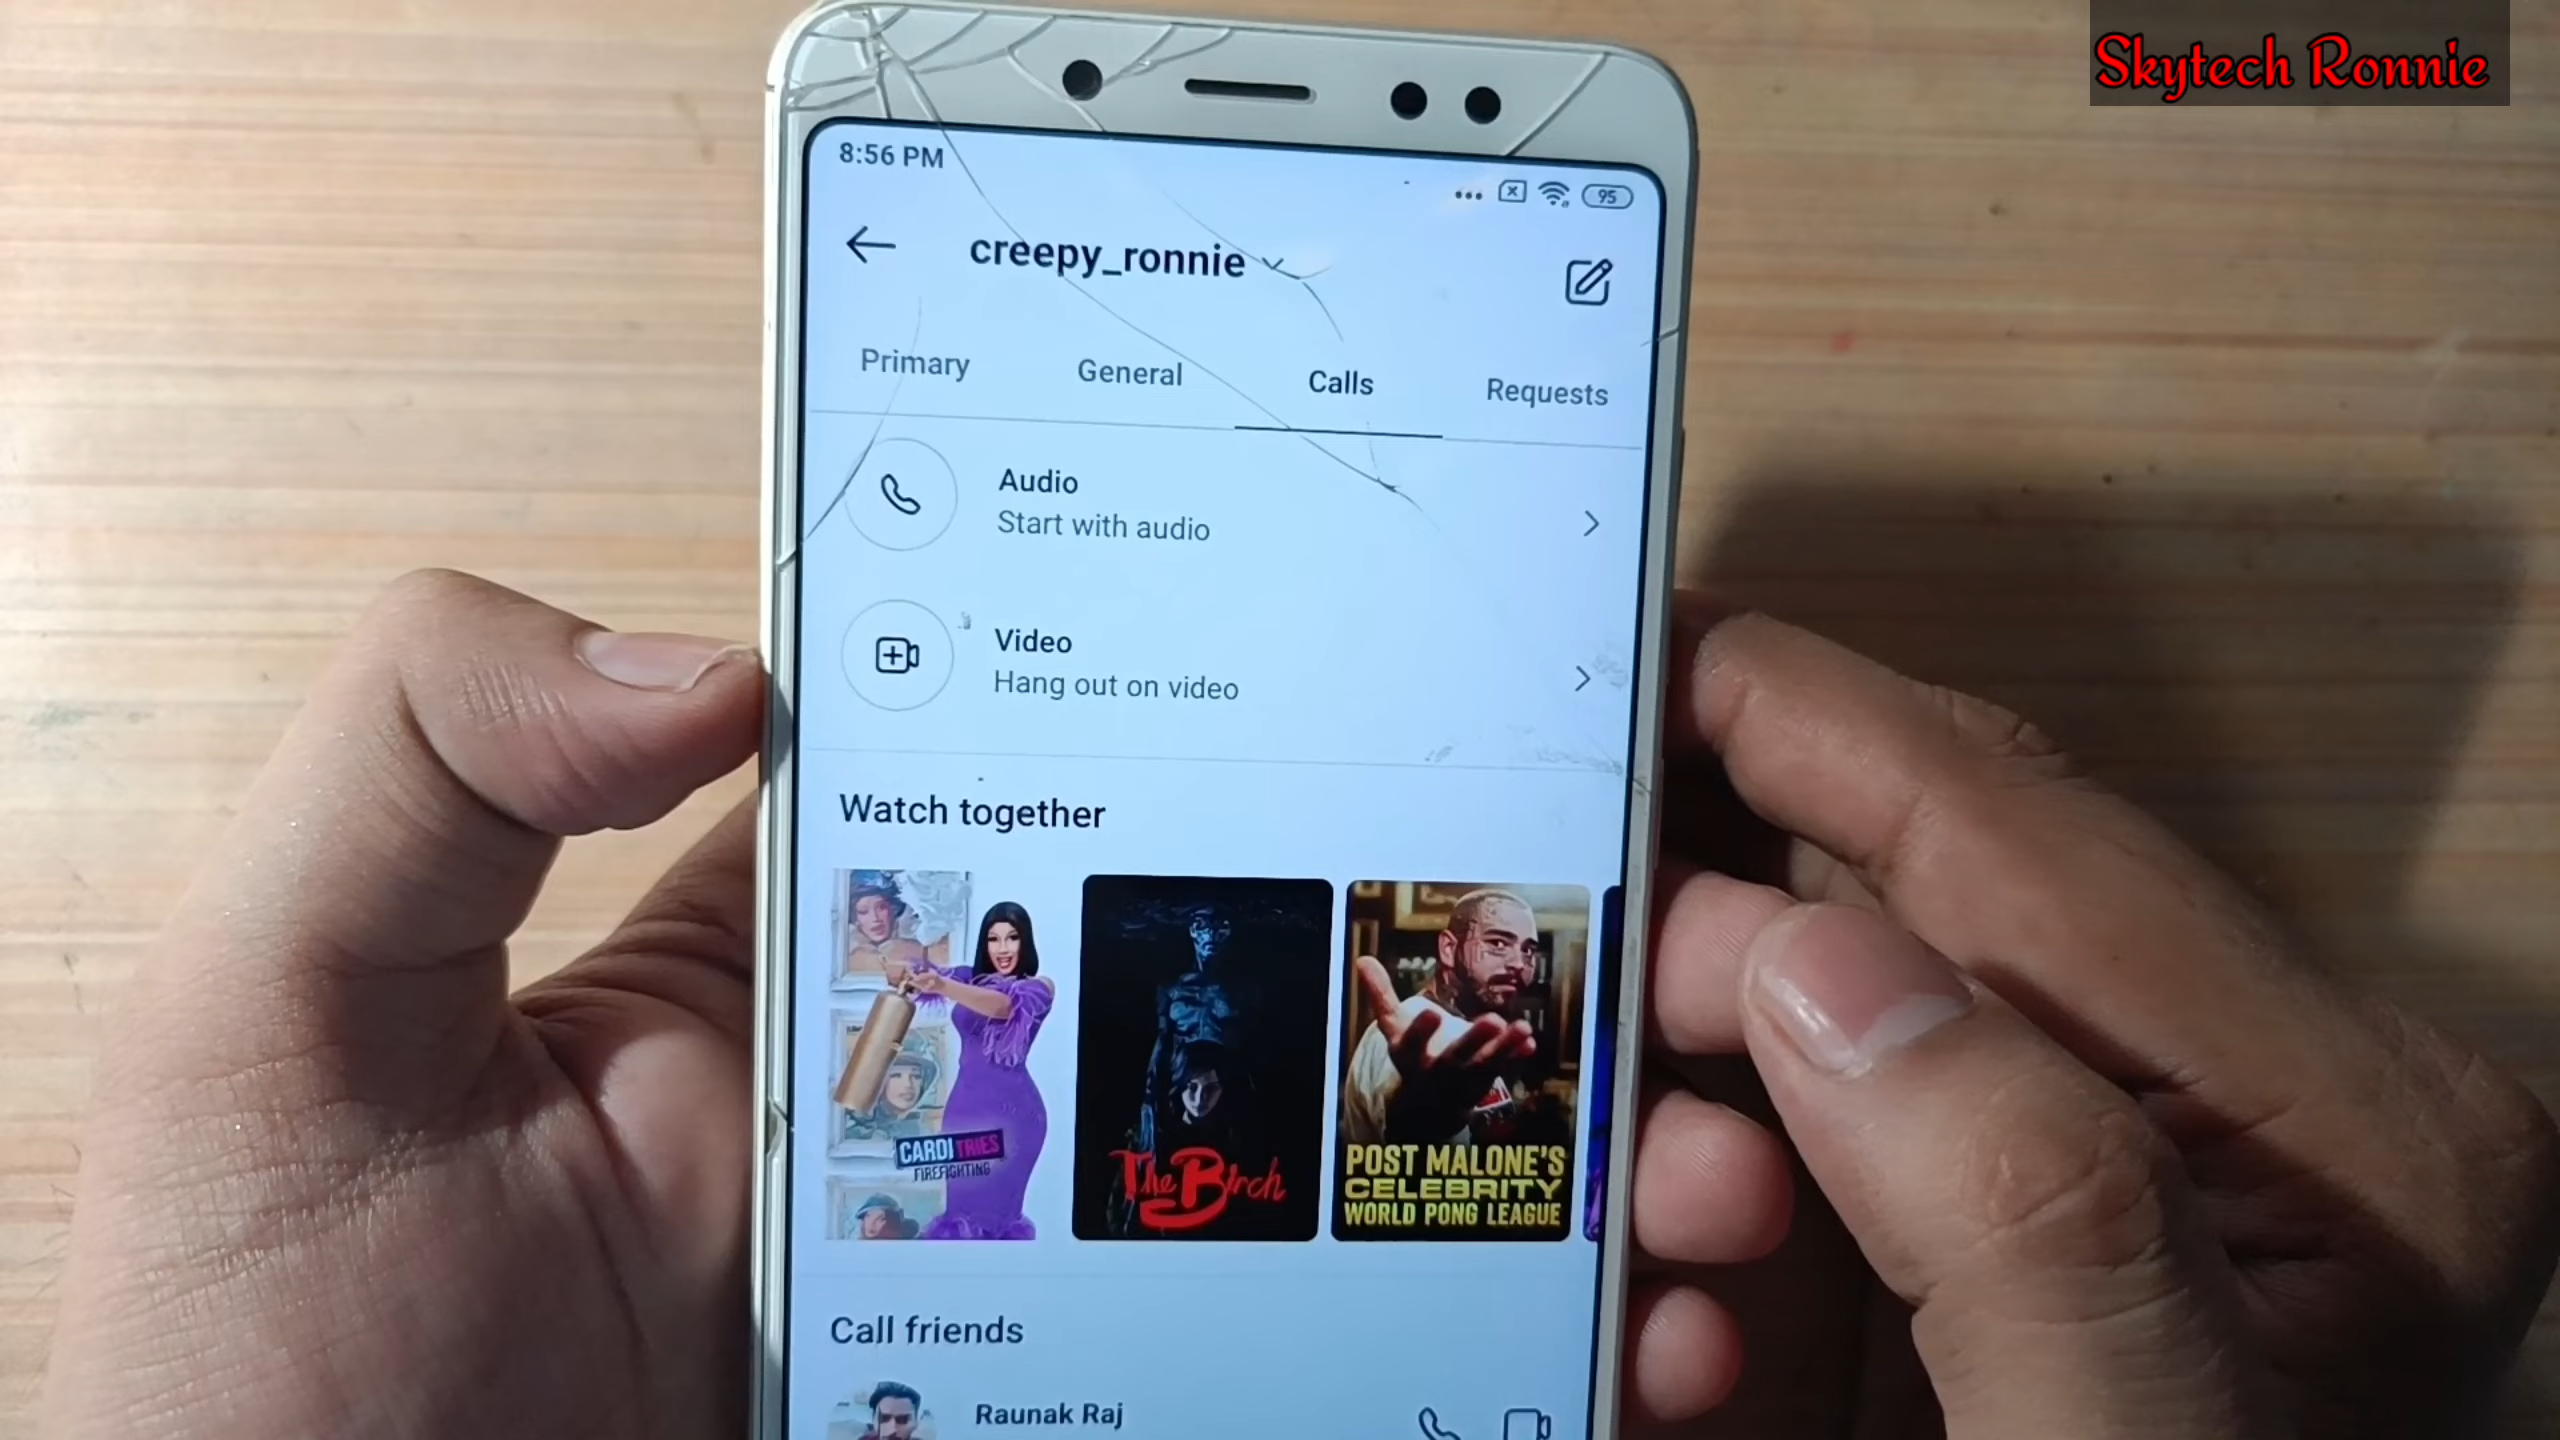 Skytech Ronnie
8:56 PM
95
creepy_ronnie
Primary
General
Calls
Requests
Audio
Start with audio
Video
Hang out on video
Watch together
CARDI TRIES
FIREFIGHTING
The Birch
POST MALONE'S
CELEBRITY
WORLD PONG LEAGUE
Call friends
Raunak Raj